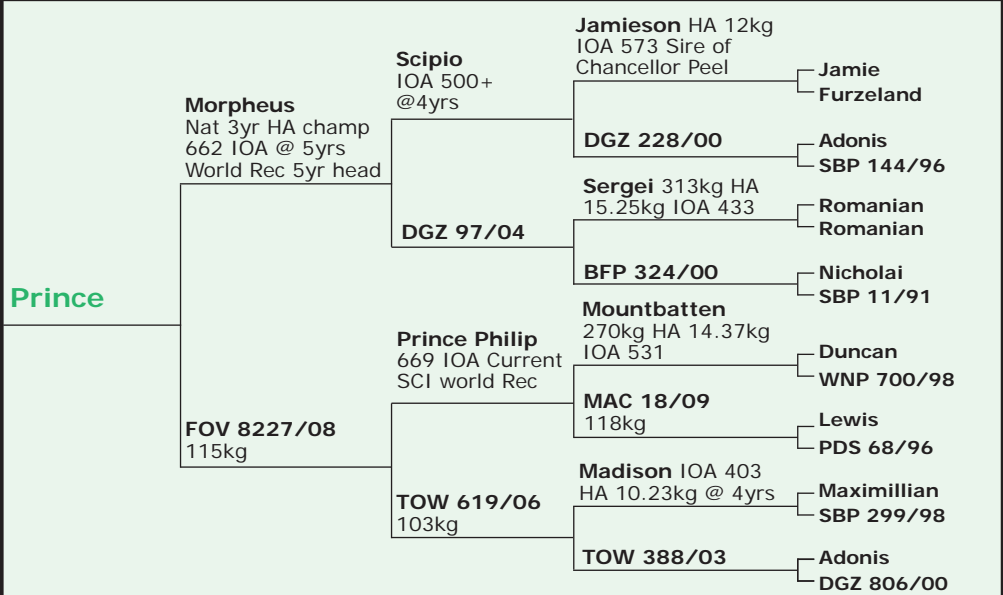 Prince
Morpheus
Nat 3yr HA champ
662 IOA @ 5yrs
World Rec 5yr head
FOV 8227/08
115kg
Scipio
IOA 500+
@4yrs
DGZ 97/04
Prince Philip
669 IOA Current
SCI world Rec
TOW 619/06
103kg
Jamieson HA 12kg
IOA 573 Sire of
Chancellor Peel
DGZ 228/00
Sergei 313kg HA
15.25kg IOA 433
BFP 324/00
Mountbatten
270kg HA 14.37kg
IOA 531
MAC 18/09
118kg
Madison IOA 403
HA 10.23kg @ 4yrs
TOW 388/03
Jamie
Furzeland
Adonis
SBP 144/96
Romanian
Romanian
Nicholai
SBP 11/91
Duncan
WNP 700/98
Lewis
PDS 68/96
Maximillian
SBP 299/98
Adonis
DGZ 806/00